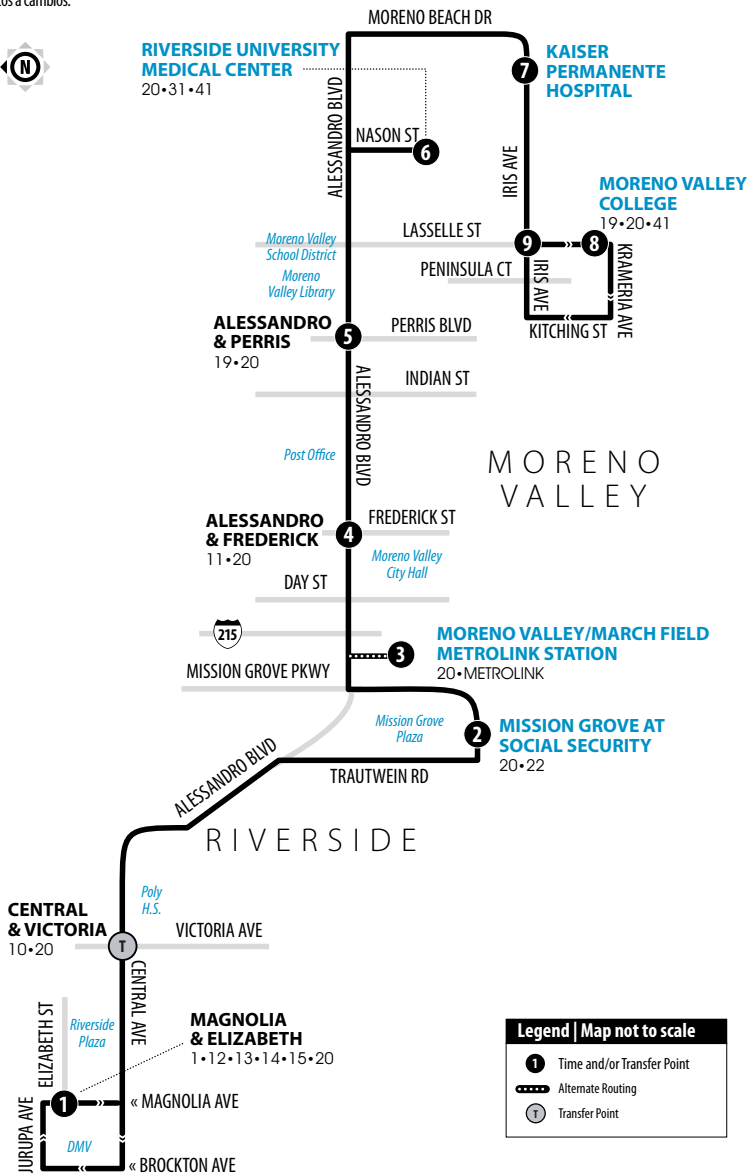 os a cambios.
N
MORENO BEACH DR
RIVERSIDE UNIVERSITY
MEDICAL CENTER
20•31•41
7
KAISER
PERMANENTE
HOSPITAL
ALESSANDRO BLVD
NASON ST
6
IRIS AVE
MORENO VALLEY
COLLEGE
19•20•41
LASSELLE ST
Moreno Valley
School District
9
8
Moreno
Valley Library
PENINSULA CT
IRIS AVE
KRAMERIA AVE
ALESSANDRO
& PERRIS
19•20
5
PERRIS BLVD
KITCHING ST
ALESSANDRO BLVD
INDIAN ST
Post Office
MORENO
VALLEY
ALESSANDRO
& FREDERICK
11•20
4
FREDERICK ST
Moreno Valley
City Hall
DAY ST
215
3
MORENO VALLEY/MARCH FIELD
METROLINK STATION
20•METROLINK
MISSION GROVE PKWY
Mission Grove
Plaza
2
MISSION GROVE AT
SOCIAL SECURITY
20•22
ALESSANDRO BLVD
TRAUTWEIN RD
RIVERSIDE
Poly
H.S.
CENTRAL
& VICTORIA
10•20
T
VICTORIA AVE
CENTRAL AVE
ELIZABETH ST
Riverside
Plaza
MAGNOLIA
& ELIZABETH
1•12•13•14•15•20
1
« MAGNOLIA AVE
JURUPA AVE
DMV
« BROCKTON AVE
Legend | Map not to scale
1 Time and/or Transfer Point
Alternate Routing
T Transfer Point